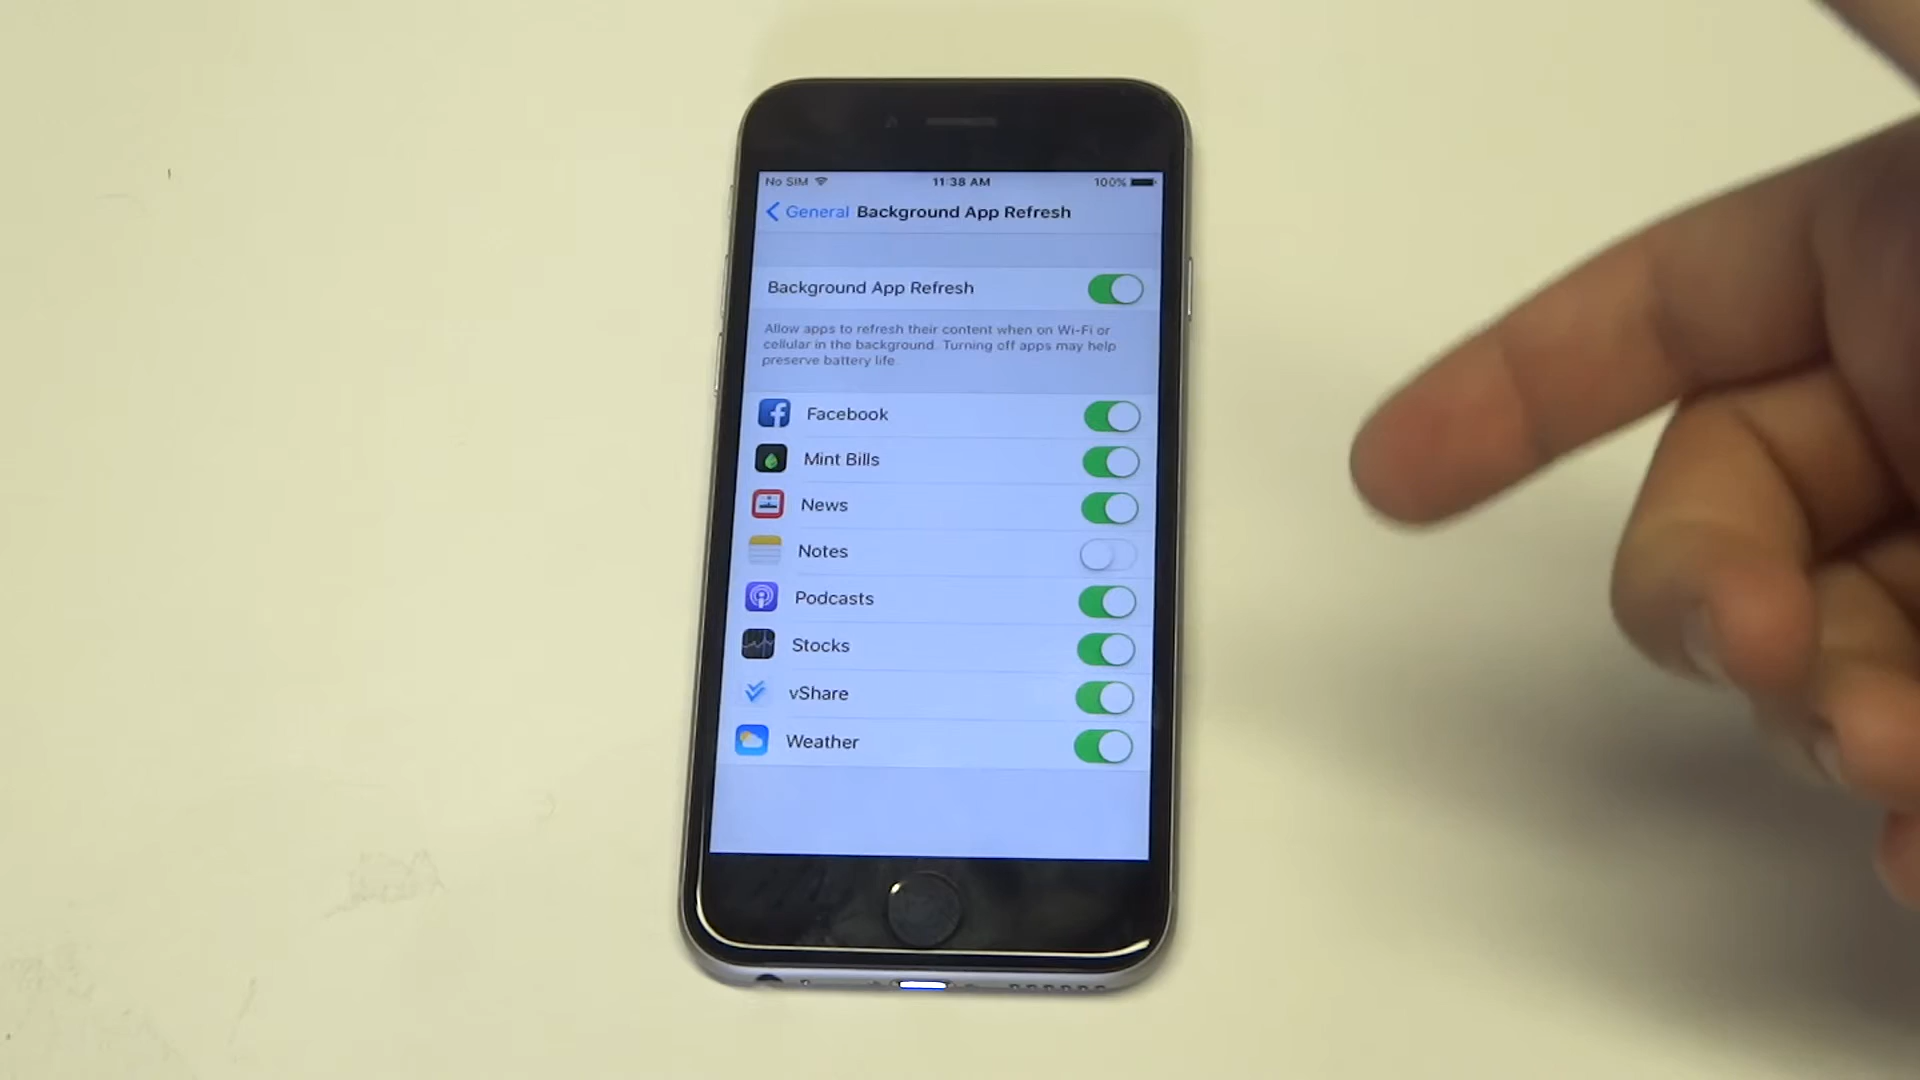 No SIM 11:38 AM 100%
General Background App Refresh
Background App Refresh
Allow apps to refresh their content when on Wi-Fi or
cellular in the background. Turning off apps may help
preserve battery life.
Facebook
Mint Bills
News
Notes
Podcasts
Stocks
vShare
Weather